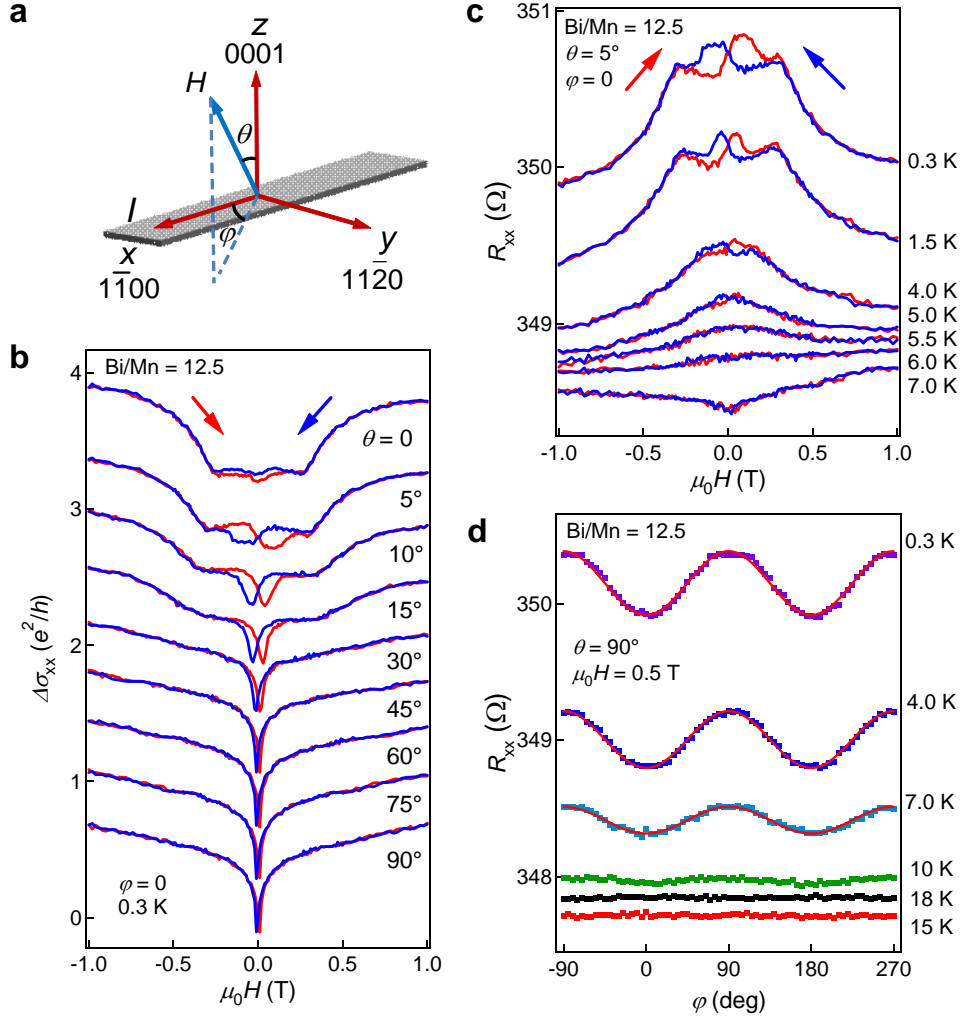 a
z
0001
H
θ
I
φ
x
1̄100
y
112̄0
b
Bi/Mn = 12.5
θ = 0
5°
10°
15°
30°
45°
60°
75°
90°
φ = 0
0.3 K
4
3
2
1
0
Δσxx (e²/h)
-1.0
-0.5
0.0
0.5
1.0
μ₀H (T)
c
Bi/Mn = 12.5
θ = 5°
φ = 0
351
350
349
Rxx (Ω)
0.3 K
1.5 K
4.0 K
5.0 K
5.5 K
6.0 K
7.0 K
-1.0
-0.5
0.0
0.5
1.0
μ₀H (T)
d
Bi/Mn = 12.5
θ = 90°
μ₀H = 0.5 T
350
349
348
Rxx (Ω)
0.3 K
4.0 K
7.0 K
10 K
18 K
15 K
-90
0
90
180
270
φ (deg)